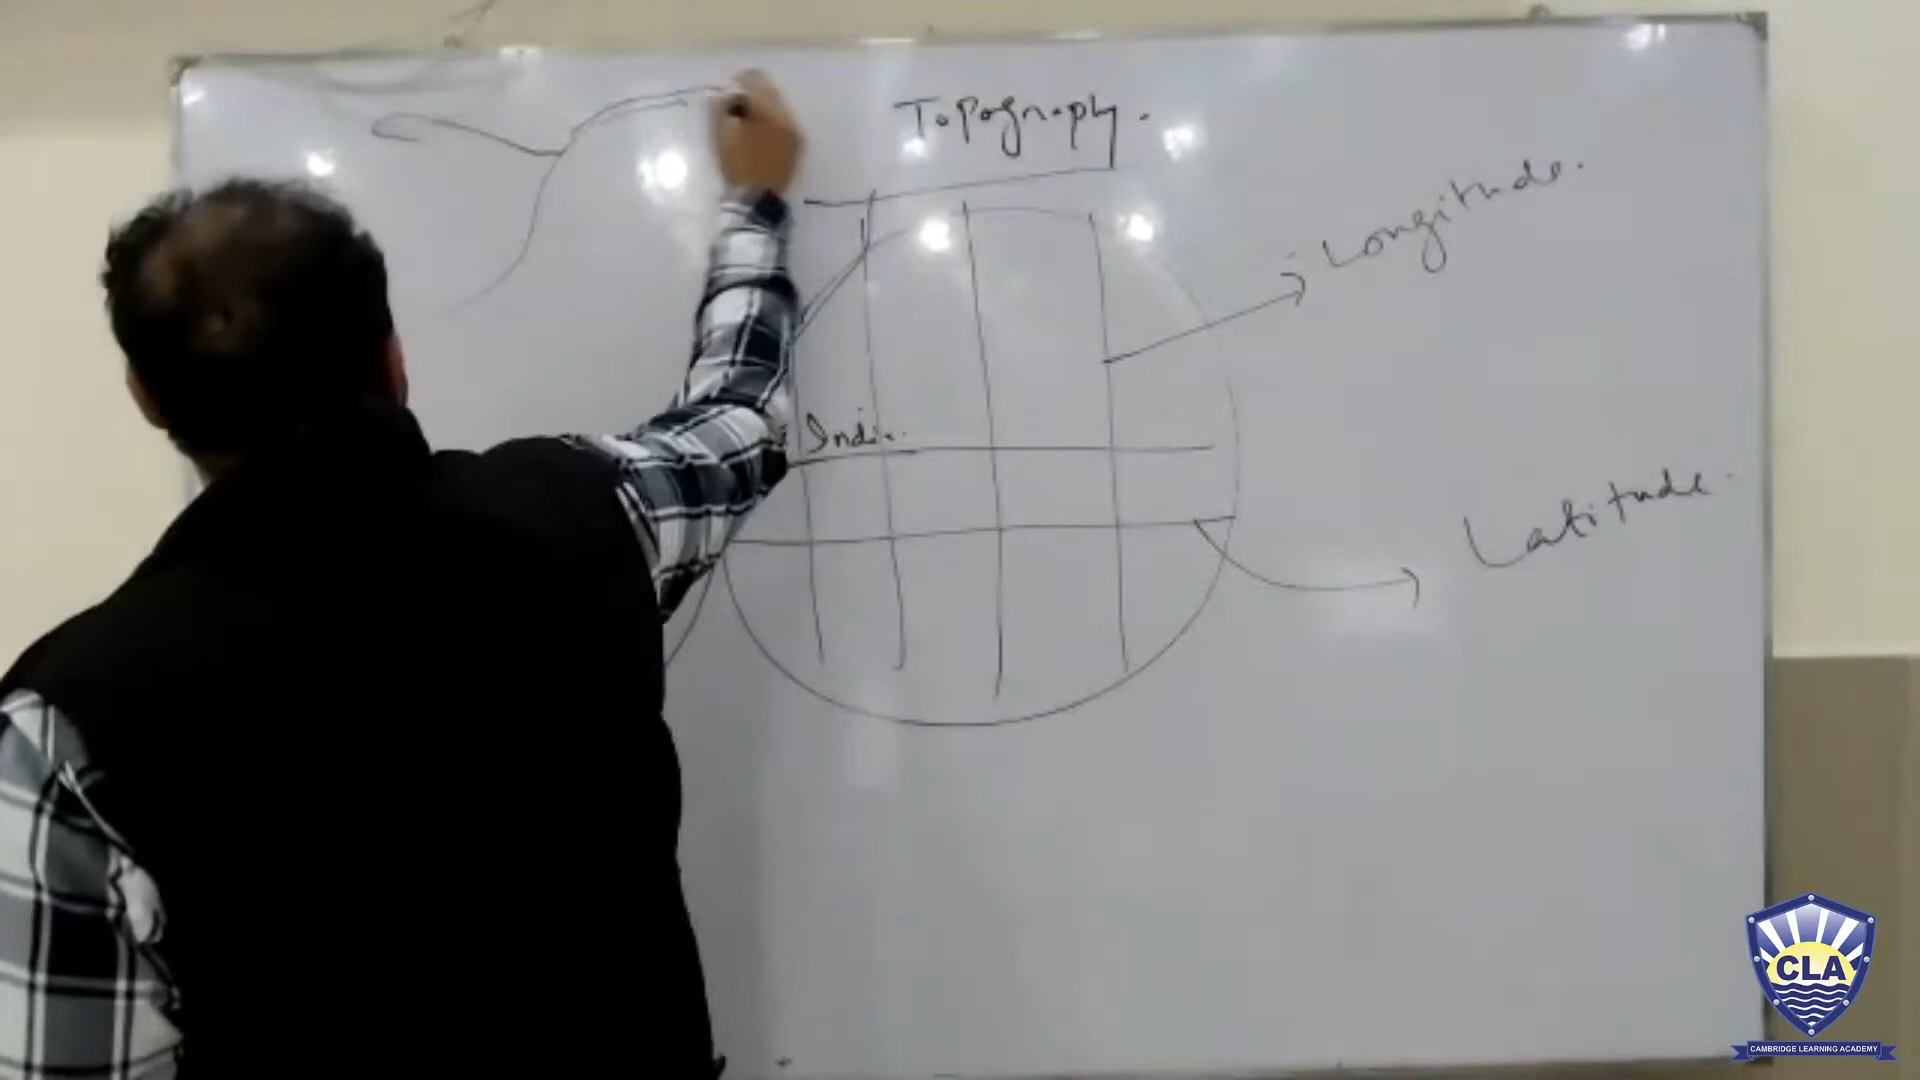 Topography.
Longitude.
India.
Latitude.
CLA
CAMBRIDGE LEARNING ACADEMY